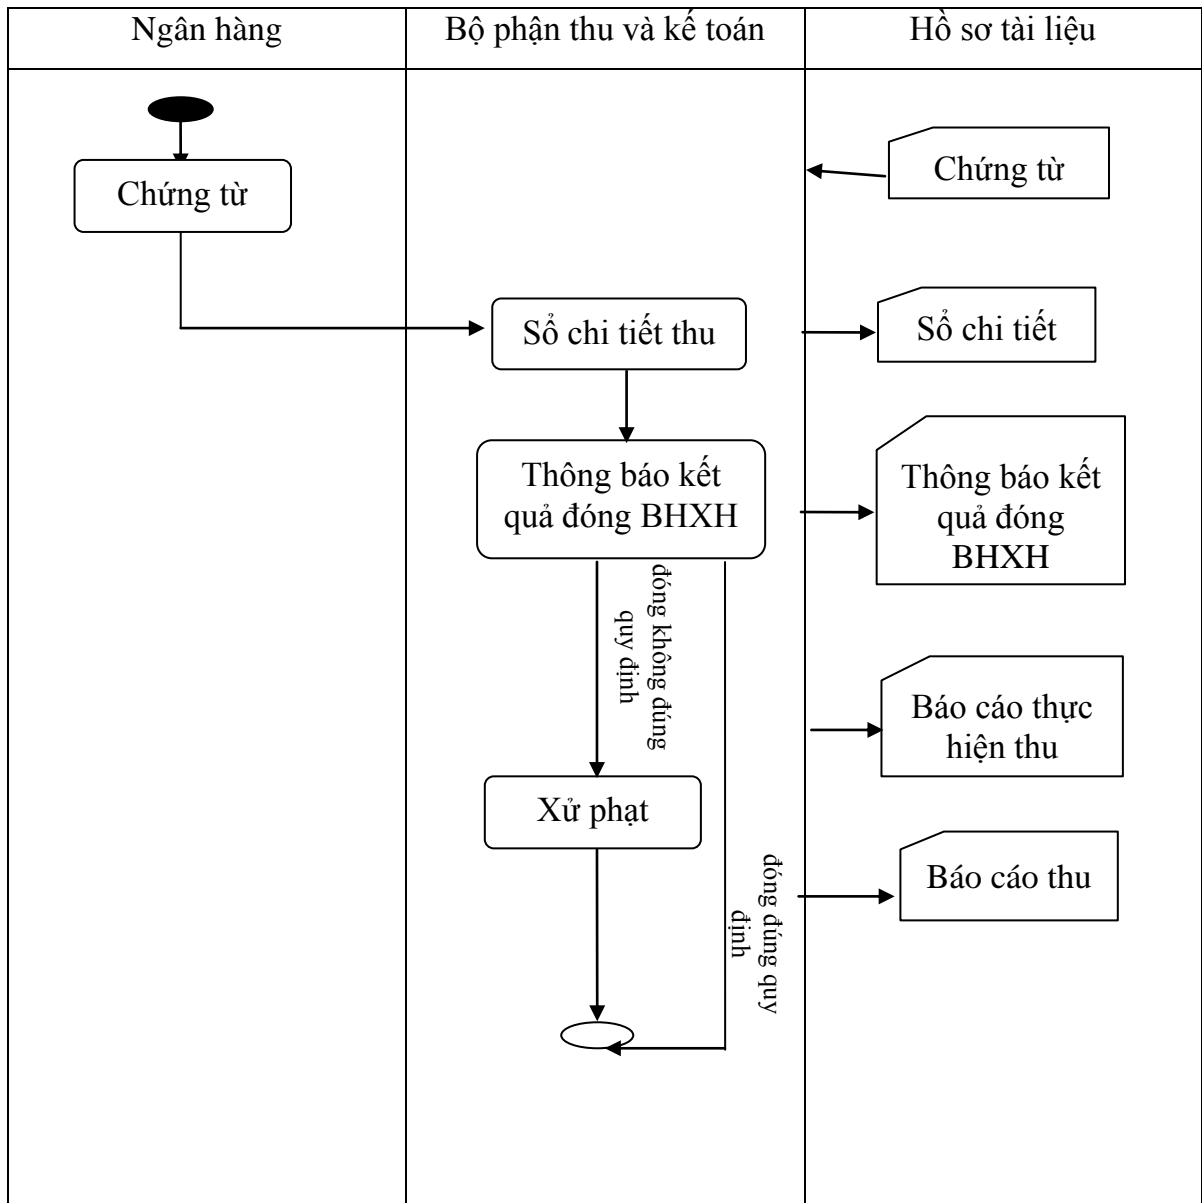 Ngân hàng
Bộ phận thu và kế toán
Hồ sơ tài liệu
Chứng từ
Chứng từ
Sổ chi tiết thu
Sổ chi tiết
Thông báo kết
quả đóng BHXH
Thông báo kết
quả đóng
BHXH
đóng không đúng
quy định
Báo cáo thực
hiện thu
Xử phạt
đóng đúng quy
định
Báo cáo thu